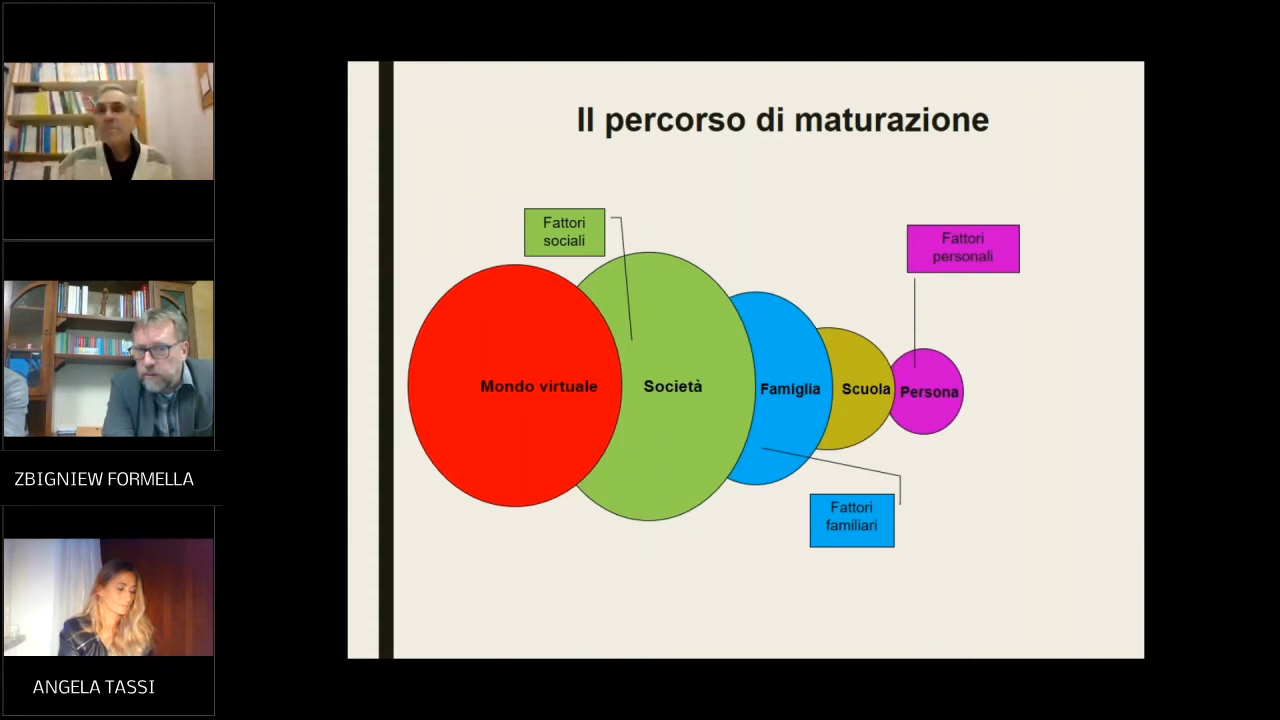 Il percorso di maturazione
Fattori
sociali
Fattori
personali
Mondo virtuale
Società
Famiglia
Scuola
Persona
Fattori
familiari
ZBIGNIEW FORMELLA
ANGELA TASSI